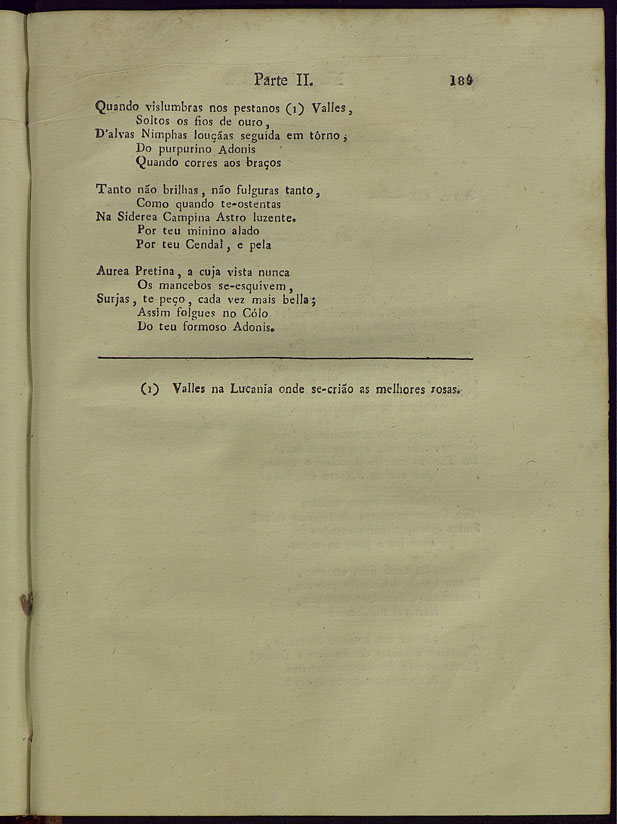 Parte II. 189
Quando vislumbras nos pestanos (1) Valles,
Soltos os fios de ouro,
D'alvas Nimphas louçãas seguida em tôrno;
Do purpurino Adonis
Quando corres aos braços
Tanto não brilhas, não fulguras tanto,
Como quando te-ostentas
Na Siderea Campina Astro luzente.
Por teu minino alado
Por teu Cendal, e pela
Aurea Pretina, a cuja vista nunca
Os mancebos se-esquivem,
Surjas, te peço, cada vez mais bella;
Assim folgues no Cólo
Do teu formoso Adonis.
(1) Valles na Lucania onde se-crião as melhores rosas.